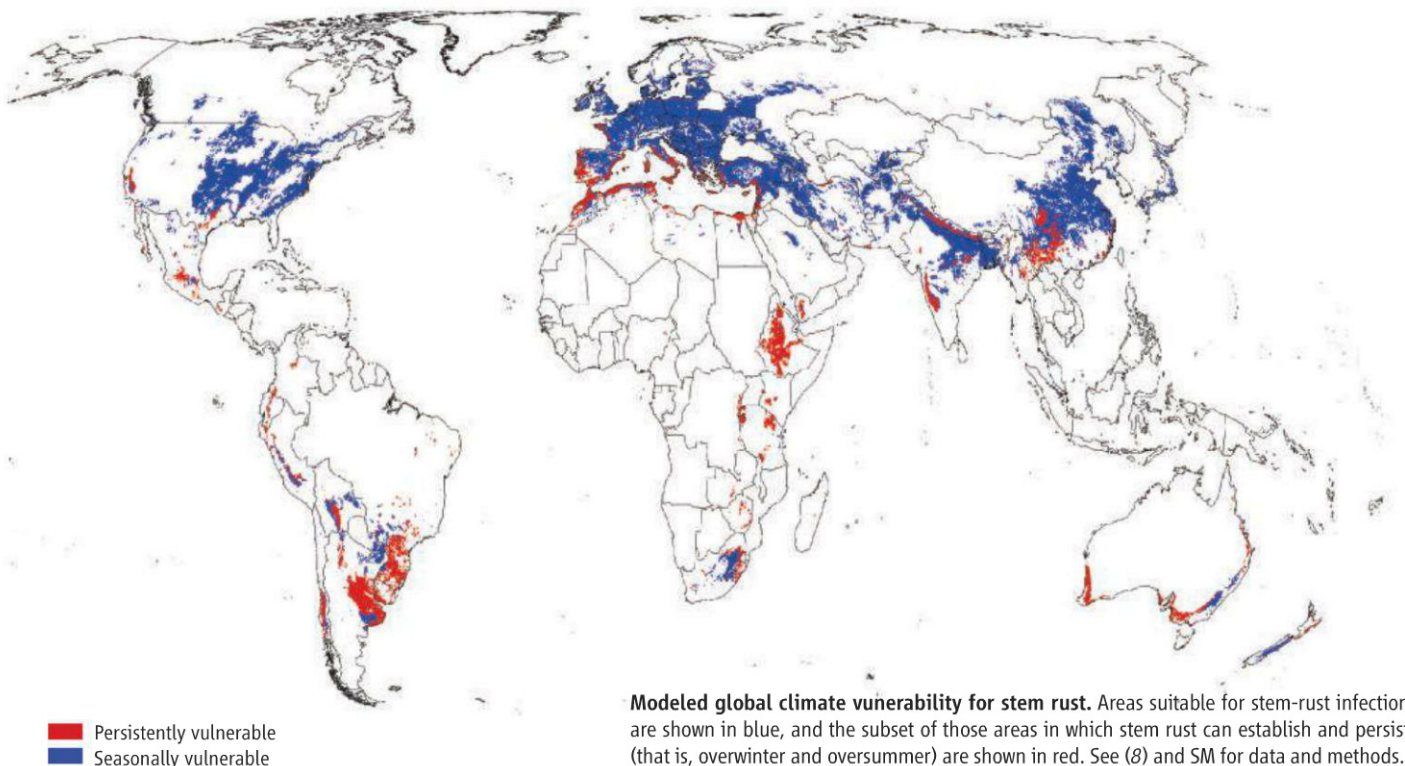 Persistently vulnerable
Seasonally vulnerable
Modeled global climate vunerability for stem rust. Areas suitable for stem-rust infection
are shown in blue, and the subset of those areas in which stem rust can establish and persist
(that is, overwinter and oversummer) are shown in red. See (8) and SM for data and methods.